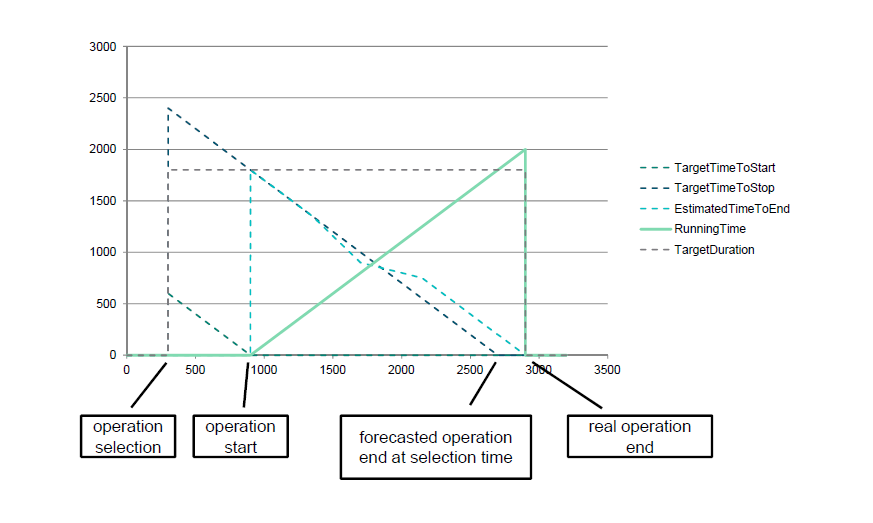 3000
2500
2000
1500
1000
500
0
0
500
1000
1500
2000
2500
3000
3500
TargetTimeToStart
TargetTimeToStop
EstimatedTimeToEnd
RunningTime
TargetDuration
operation
selection
operation
start
forecasted operation
end at selection time
real operation
end